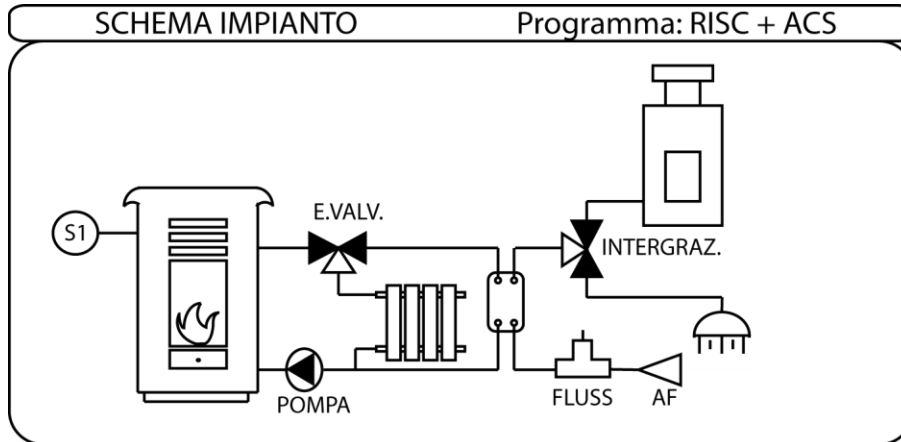 SCHEMA IMPIANTO Programma: RISC + ACS
E.VALV.
S1
INTERGRAZ.
POMPA
FLUSS
AF